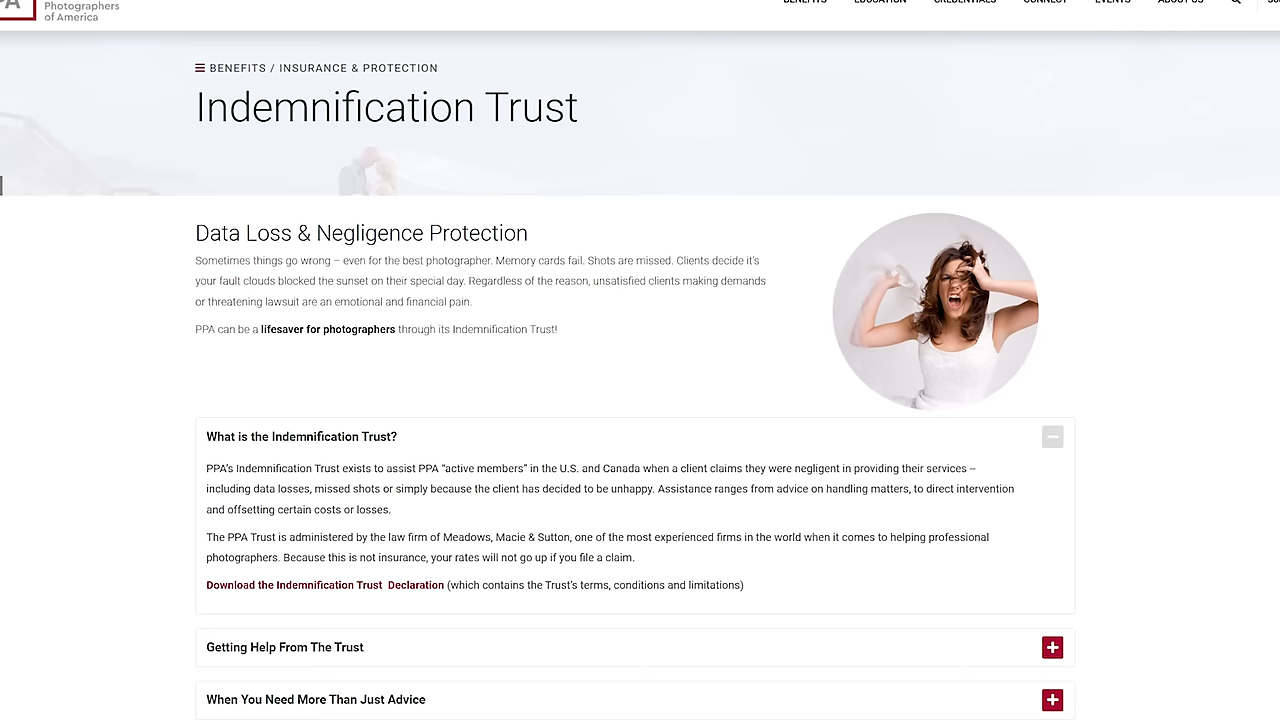 Photographers
of America
BENEFITS EDUCATION CREDENTIALS CONNECT EVENTS ABOUT US
BENEFITS / INSURANCE & PROTECTION
Indemnification Trust
Data Loss & Negligence Protection
Sometimes things go wrong – even for the best photographer. Memory cards fail. Shots are missed. Clients decide it's
your fault clouds blocked the sunset on their special day. Regardless of the reason, unsatisfied clients making demands
or threatening lawsuit are an emotional and financial pain.
PPA can be a lifesaver for photographers through its Indemnification Trust!
What is the Indemnification Trust?
PPA's Indemnification Trust exists to assist PPA “active members” in the U.S. and Canada when a client claims they were negligent in providing their services --
including data losses, missed shots or simply because the client has decided to be unhappy. Assistance ranges from advice on handling matters, to direct intervention
and offsetting certain costs or losses.
The PPA Trust is administered by the law firm of Meadows, Macie & Sutton, one of the most experienced firms in the world when it comes to helping professional
photographers. Because this is not insurance, your rates will not go up if you file a claim.
Download the Indemnification Trust Declaration (which contains the Trust's terms, conditions and limitations)
Getting Help From The Trust
When You Need More Than Just Advice